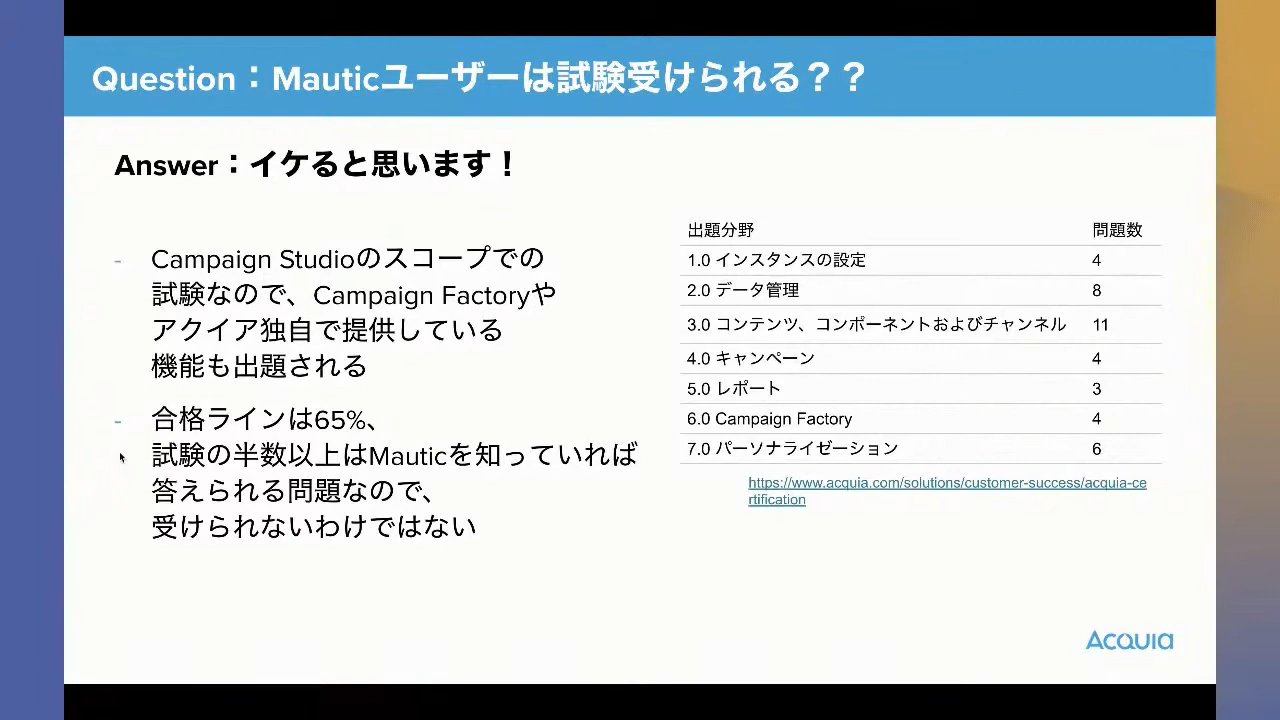 Question：Mauticユーザーは試験受けられる？？
Answer：イケると思います！
- Campaign Studioのスコープでの
試験なので、Campaign Factoryや
アクイア独自で提供している
機能も出題される
- 合格ラインは65%、
試験の半数以上はMauticを知っていれば
答えられる問題なので、
受けられないわけではない
出題分野 問題数
1.0 インスタンスの設定 4
2.0 データ管理 8
3.0 コンテンツ、コンポーネントおよびチャンネル 11
4.0 キャンペーン 4
5.0 レポート 3
6.0 Campaign Factory 4
7.0 パーソナライゼーション 6
https://www.acquia.com/solutions/customer-success/acquia-ce
rtification
Acquia